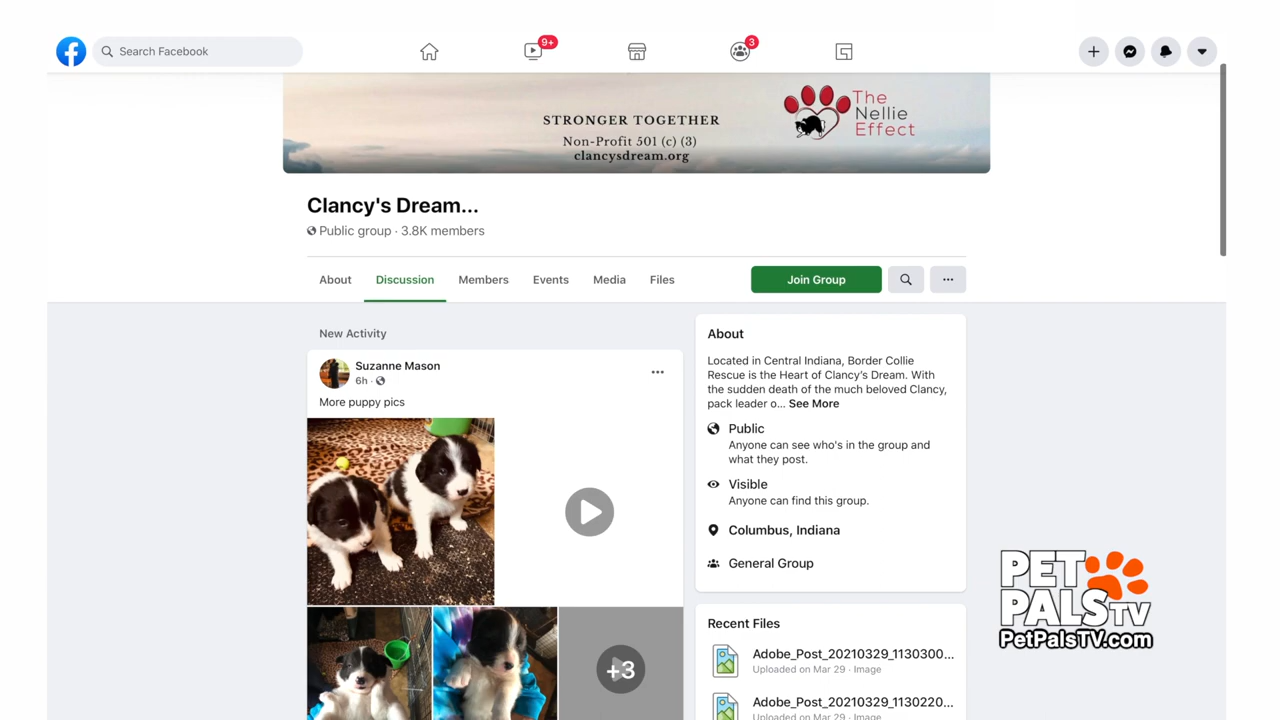 Search Facebook
9+
3
STRONGER TOGETHER
Non-Profit 501 (c) (3)
clancysdream.org
The
Nellie
Effect
Clancy's Dream...
Public group · 3.8K members
About Discussion Members Events Media Files
Join Group
New Activity
Suzanne Mason
6h ·
More puppy pics
+3
About
Located in Central Indiana, Border Collie
Rescue is the Heart of Clancy's Dream. With
the sudden death of the much beloved Clancy,
pack leader o... See More
Public
Anyone can see who's in the group and
what they post.
Visible
Anyone can find this group.
Columbus, Indiana
General Group
Recent Files
Adobe_Post_20210329_1130300...
Uploaded on Mar 29 · Image
Adobe_Post_20210329_1130220...
Uploaded on Mar 29 · Image
PET
PALS TV
PetPalsTV.com